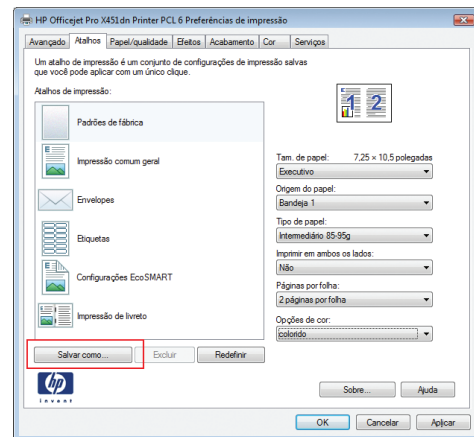 HP Officejet Pro X451dn Printer PCL 6 Preferências de impressão
Avançado Atalhos Papel/qualidade Efeitos Acabamento Cor Serviços
Um atalho de impressão é um conjunto de configurações de impressão salvas
que você pode aplicar com um único clique.
Atalhos de impressão:
Padrões de fábrica
Impressão comum geral
Envelopes
Etiquetas
Configurações EcoSMART
Impressão de livreto
Salvar como... Excluir Redefinir
1 2
Tam. de papel: 7,25 × 10,5 polegadas
Executivo
Origem do papel:
Bandeja 1
Tipo de papel:
Intermediário 85-95g
Imprimir em ambos os lados:
Não
Páginas por folha:
2 páginas por folha
Opções de cor:
colorido
hp
invent
Sobre... Ajuda
OK Cancelar Aplicar